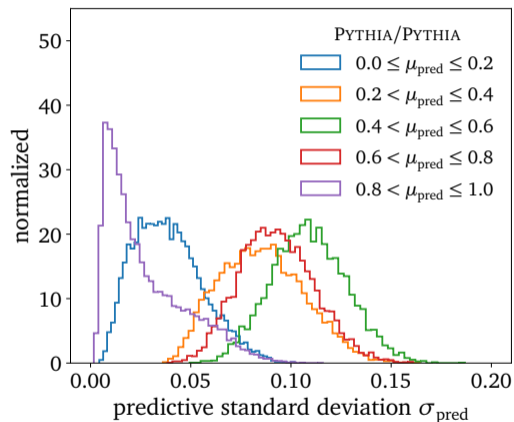 PYTHIA/PYTHIA
0.0 ≤ μpred ≤ 0.2
0.2 < μpred ≤ 0.4
0.4 < μpred ≤ 0.6
0.6 < μpred ≤ 0.8
0.8 < μpred ≤ 1.0
normalized
50
40
30
20
10
0
0.00 0.05 0.10 0.15 0.20
predictive standard deviation σpred